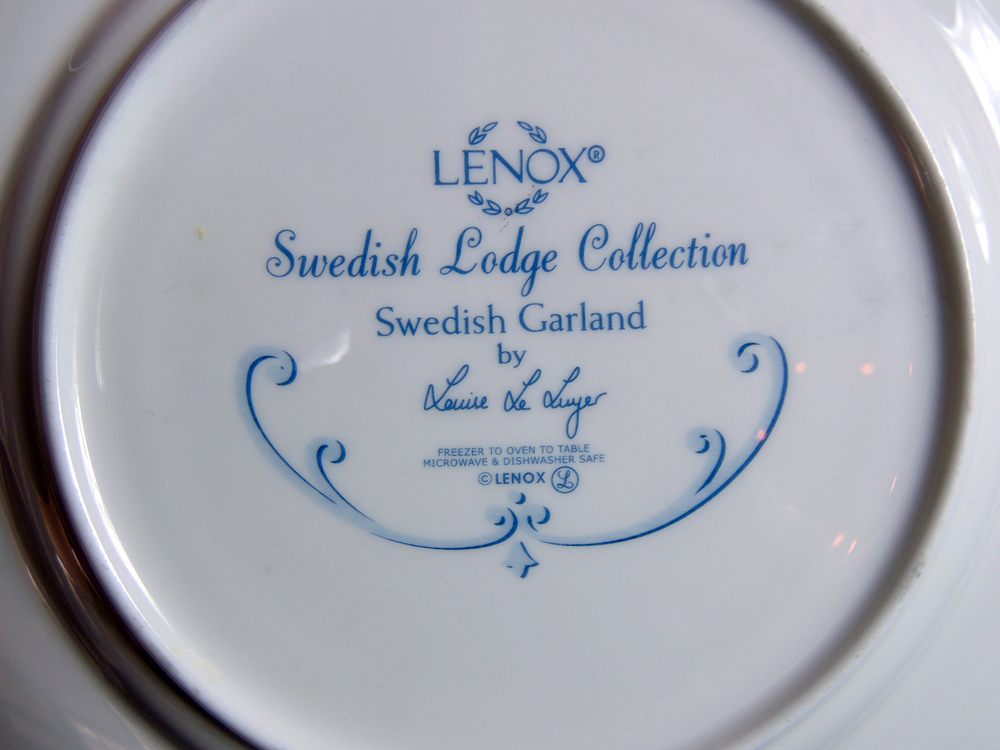 LENOX®
Swedish Lodge Collection
Swedish Garland
by
Louise Le Luyer
FREEZER TO OVEN TO TABLE
MICROWAVE & DISHWASHER SAFE
©LENOX L